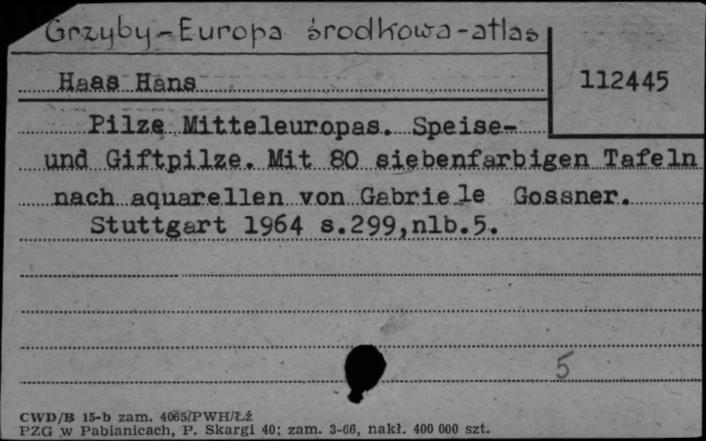 Grzyby-Europa środkowa-atlas
Haas Hans
112445
Pilze Mitteleuropas. Speise-
und Giftpilze. Mit 80 siebenfarbigen Tafeln
nach aquarellen von Gabriele Gossner.
Stuttgart 1964 s.299,nlb.5.
5
CWD/B 15-b zam. 4065/PWH/Łź
PZG w Pabianicach, P. Skargi 40; zam. 3-66, nakł. 400 000 szt.